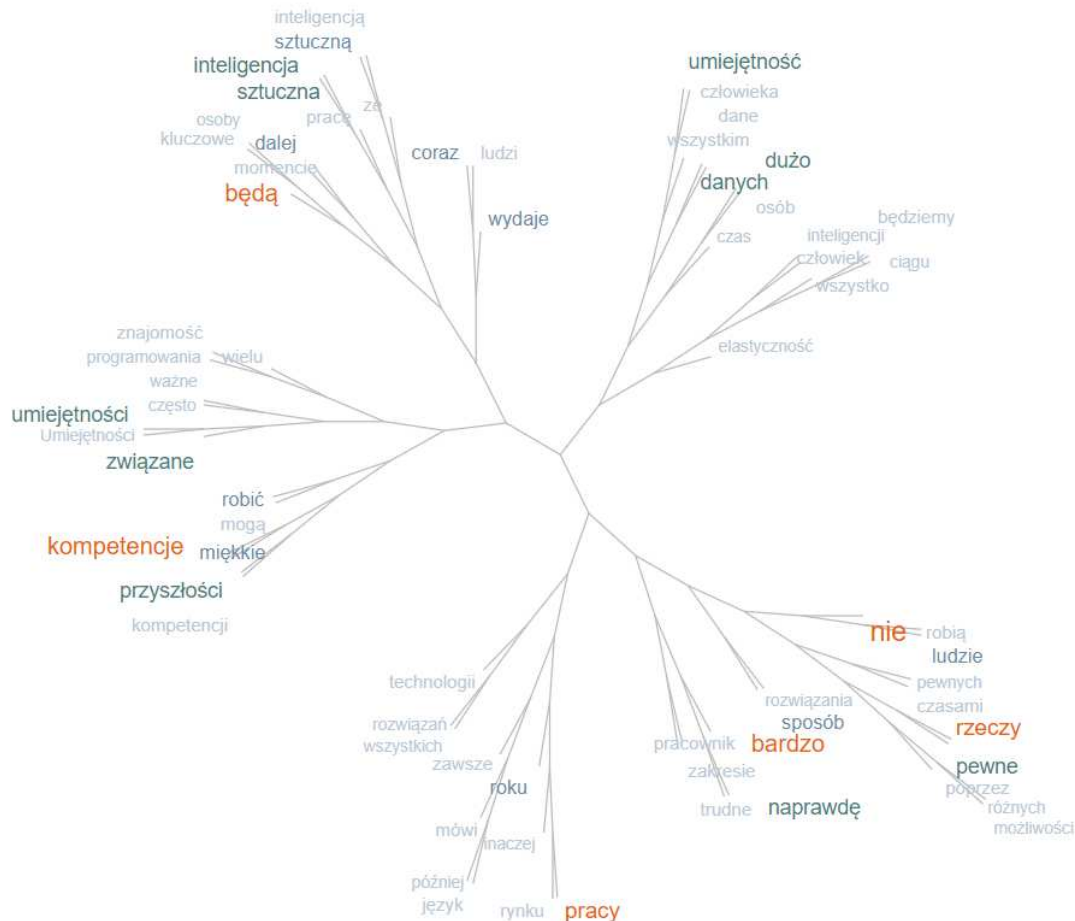 inteligencją
sztuczną
inteligencja
sztuczna
osoby
kluczowe
pracę
że
dalej
momencie
będą
coraz
ludzi
wydaje
umiejętność
człowieka
dane
wszystkim
dużo
danych
osób
czas
będziemy
inteligencji
człowiek
ciągu
wszystko
elastyczność
znajomość
programowania
wielu
ważne
często
umiejętności
Umiejętności
związane
robić
mogą
kompetencje
miękkie
przyszłości
kompetencji
technologii
rozwiązań
wszystkich
zawsze
roku
mówi
inaczej
później
język
rynku
pracy
nie
robią
ludzie
pewnych
czasami
rozwiązania
sposób
rzeczy
pracownik
bardzo
zakresie
pewne
poprzez
trudne
naprawdę
różnych
możliwości